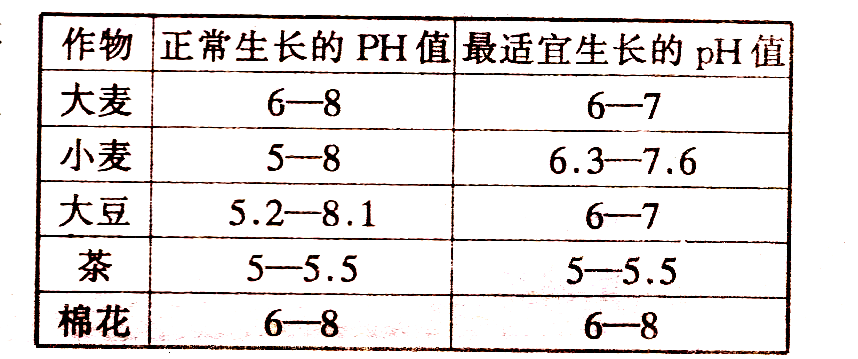 作物 正常生长的 PH 值 最适宜生长的 pH 值
大麦 6—8 6—7
小麦 5—8 6.3—7.6
大豆 5.2—8.1 6—7
茶 5—5.5 5—5.5
棉花 6—8 6—8